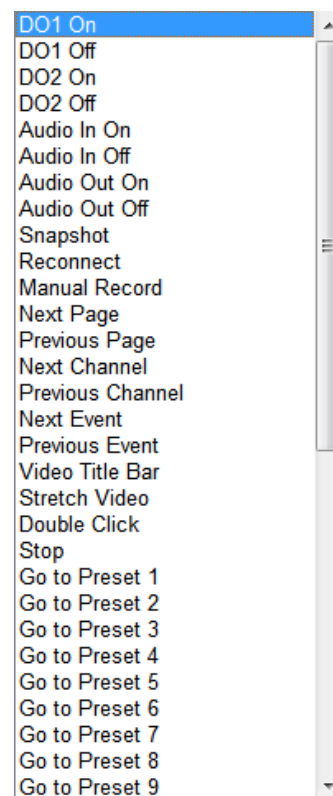 DO1 On
DO1 Off
DO2 On
DO2 Off
Audio In On
Audio In Off
Audio Out On
Audio Out Off
Snapshot
Reconnect
Manual Record
Next Page
Previous Page
Next Channel
Previous Channel
Next Event
Previous Event
Video Title Bar
Stretch Video
Double Click
Stop
Go to Preset 1
Go to Preset 2
Go to Preset 3
Go to Preset 4
Go to Preset 5
Go to Preset 6
Go to Preset 7
Go to Preset 8
Go to Preset 9